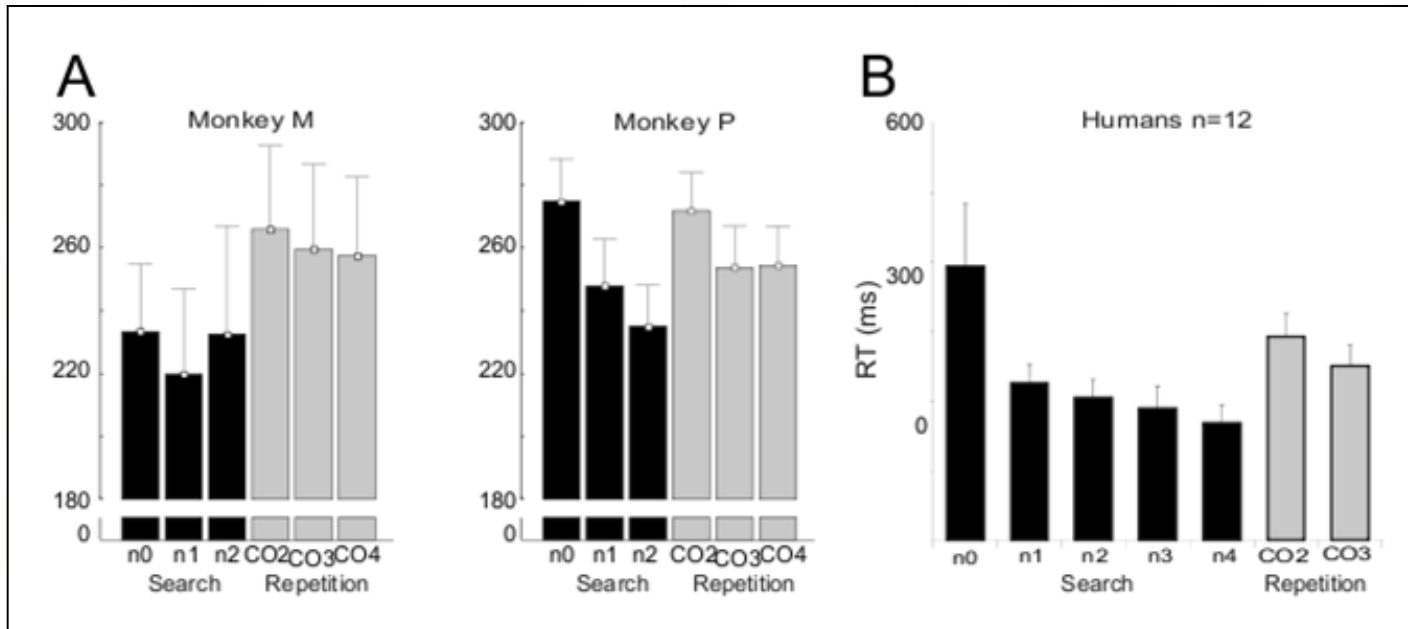 A
Monkey M
300
260
220
180
0
n0 n1 n2 CO2 CO3 CO4
Search Repetition
Monkey P
300
260
220
180
0
n0 n1 n2 CO2 CO3 CO4
Search Repetition
B
Humans n=12
600
300
0
RT (ms)
n0 n1 n2 n3 n4 CO2 CO3
Search Repetition